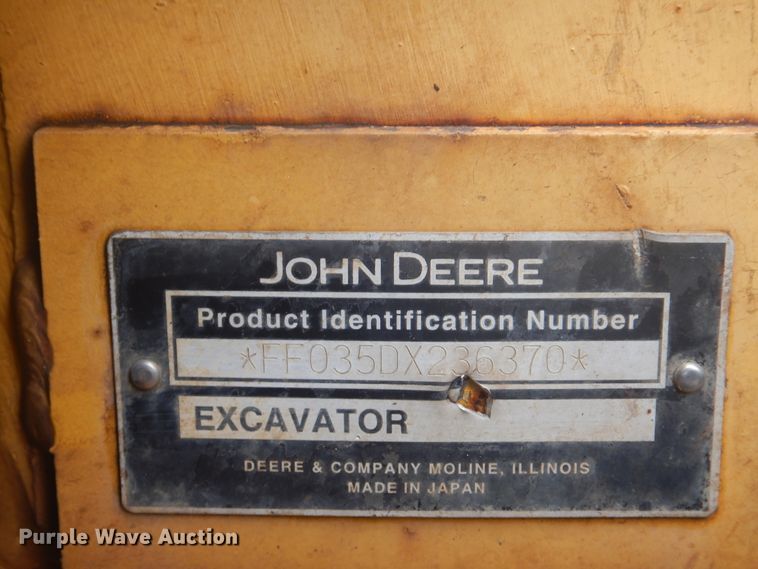 JOHN DEERE
Product Identification Number
*FF035DX236370*
EXCAVATOR
DEERE & COMPANY MOLINE, ILLINOIS
MADE IN JAPAN
Purple Wave Auction